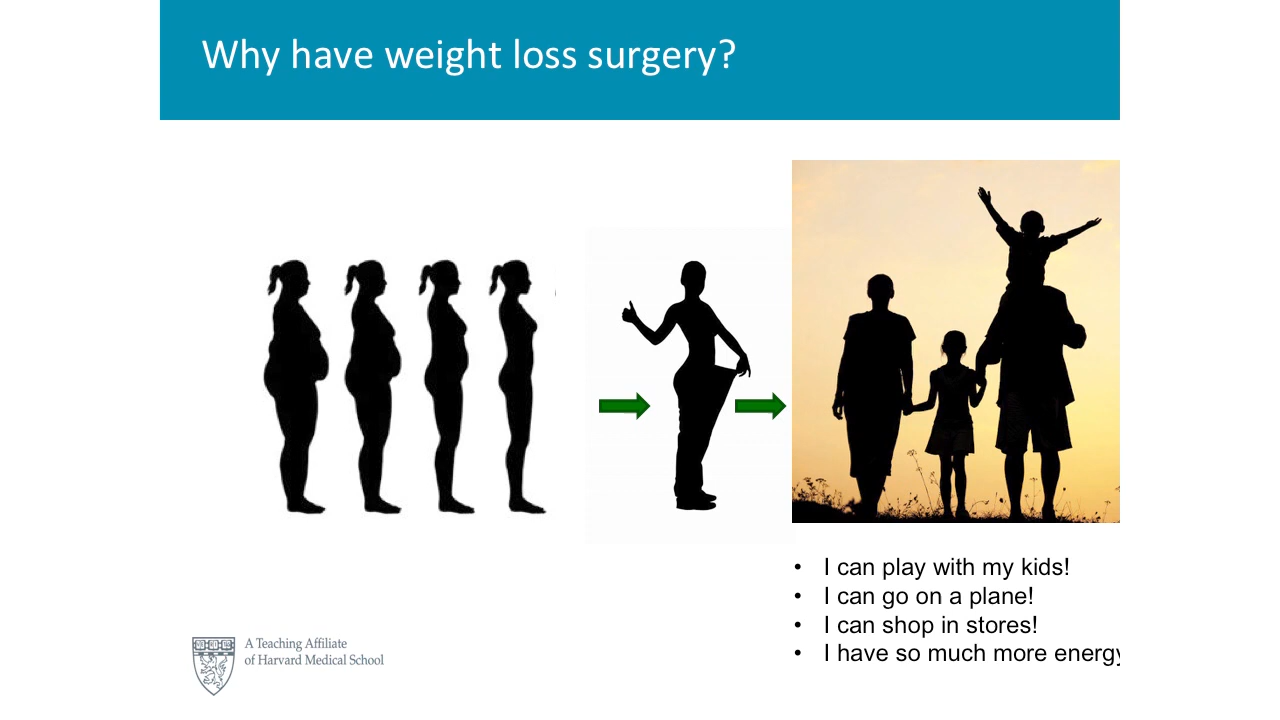 Why have weight loss surgery?
• I can play with my kids!
• I can go on a plane!
• I can shop in stores!
• I have so much more energy
A Teaching Affiliate
of Harvard Medical School